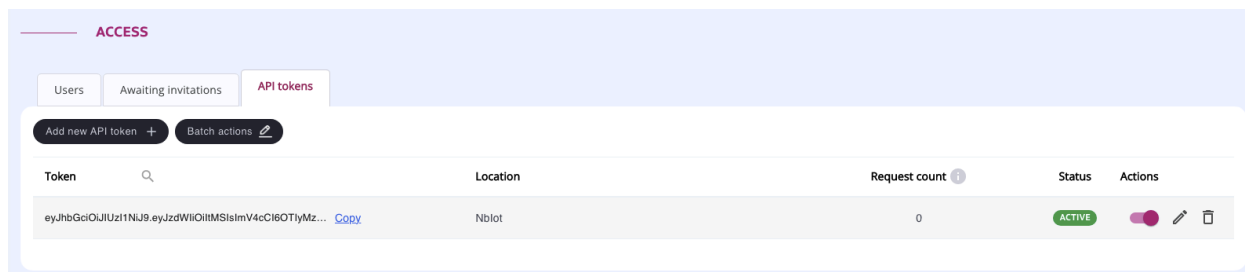 ACCESS
Users Awaiting invitations API tokens
Add new API token + Batch actions
Token Location Request count i Status Actions
eyJhbGciOiJIUzI1NiJ9.eyJzdWIiOiItMSIsImV4cCI6OTIyMz... Copy NbIot 0 ACTIVE